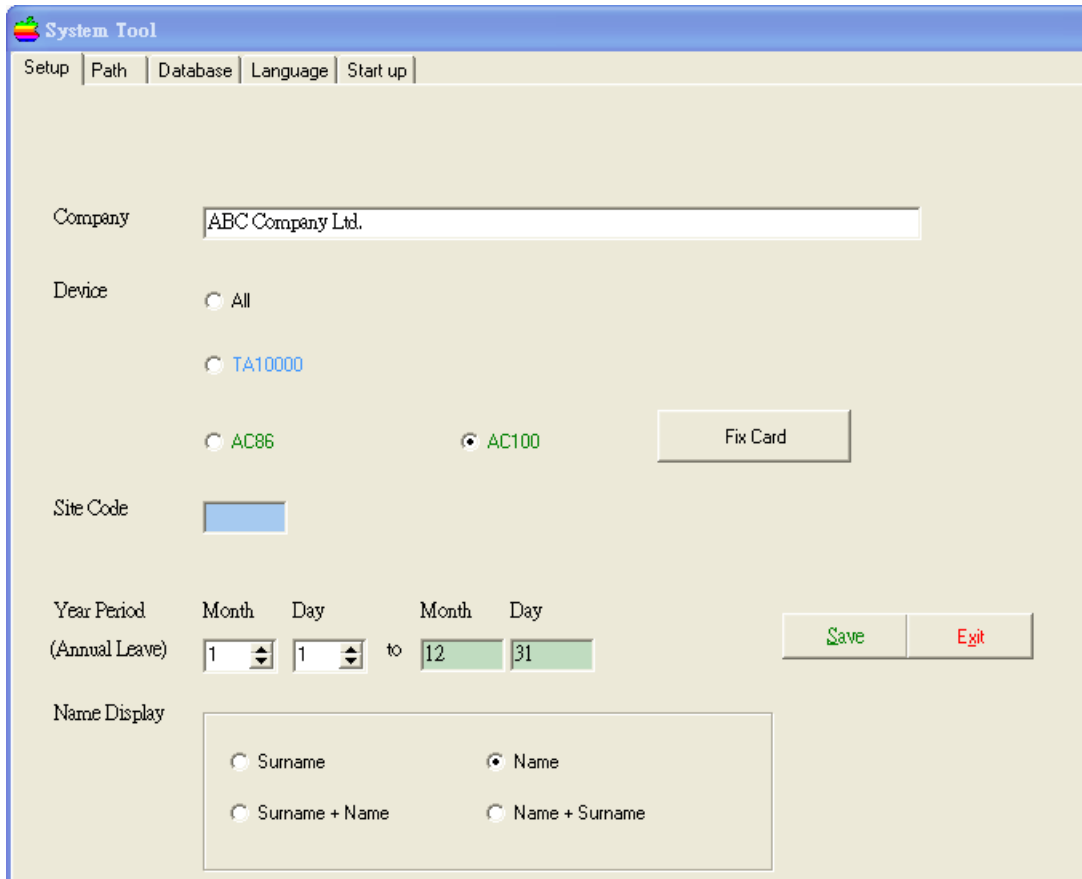 System Tool
Setup Path Database Language Start up
Company ABC Company Ltd.
Device All
TA10000
AC86 AC100 Fix Card
Site Code
Year Period Month Day Month Day
(Annual Leave) 1 1 to 12 31 Save Exit
Name Display
Surname Name
Surname + Name Name + Surname